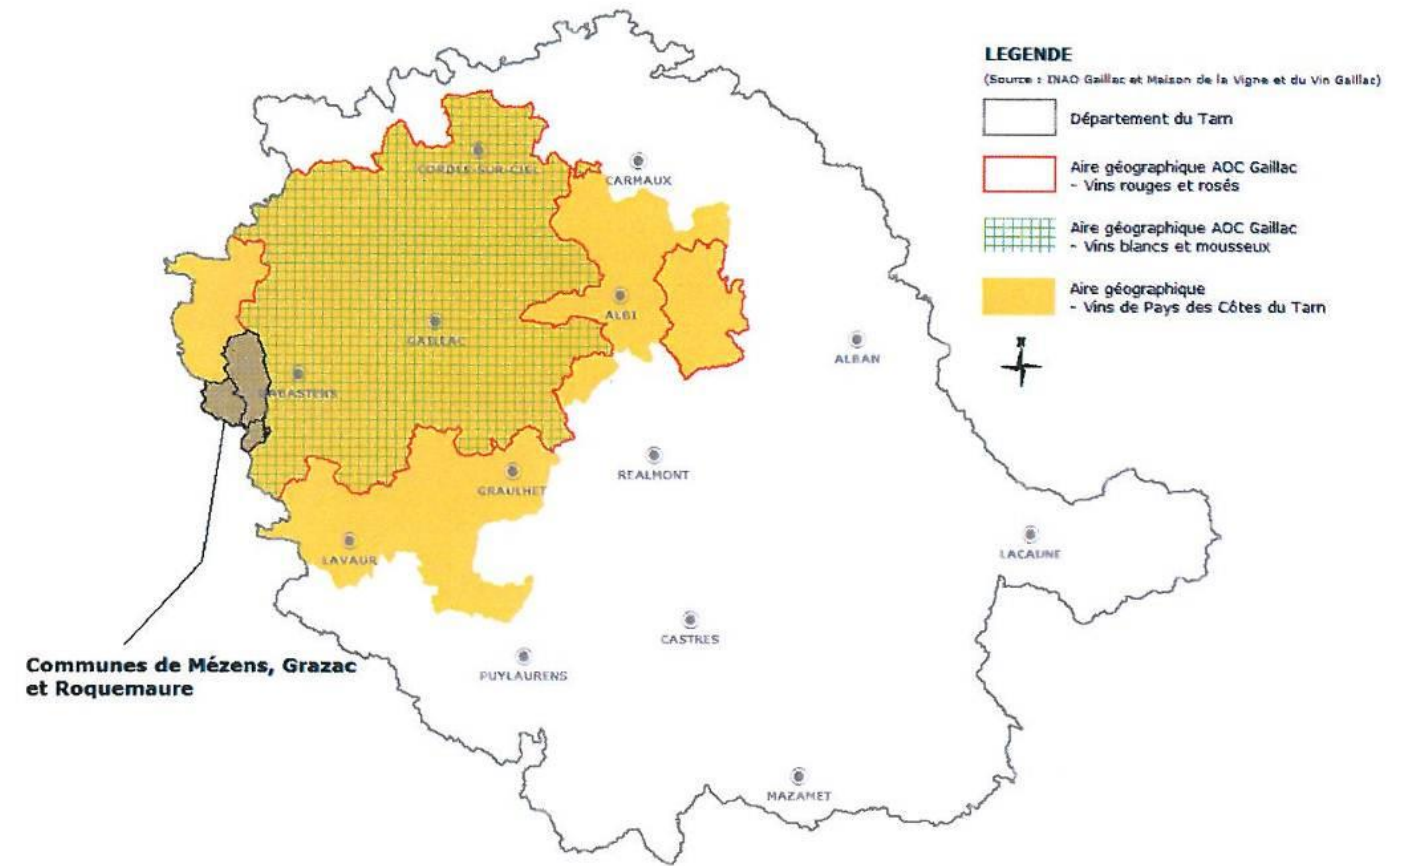 LEGENDE
(Source : INAO Gaillac et Maison de la Vigne et du Vin Gaillac)
Département du Tarn
Aire géographique AOC Gaillac
- Vins rouges et rosés
Aire géographique AOC Gaillac
- Vins blancs et mousseux
Aire géographique
- Vins de Pays des Côtes du Tarn
N
CORDES-SUR-CIEL
CARMAUX
ALBI
GAILLAC
ALBAN
RABASTENS
REALMONT
GRAULHET
LAVAUR
LACAUNE
CASTRES
PUYLAURENS
MAZAMET
Communes de Mézens, Grazac
et Roquemaure